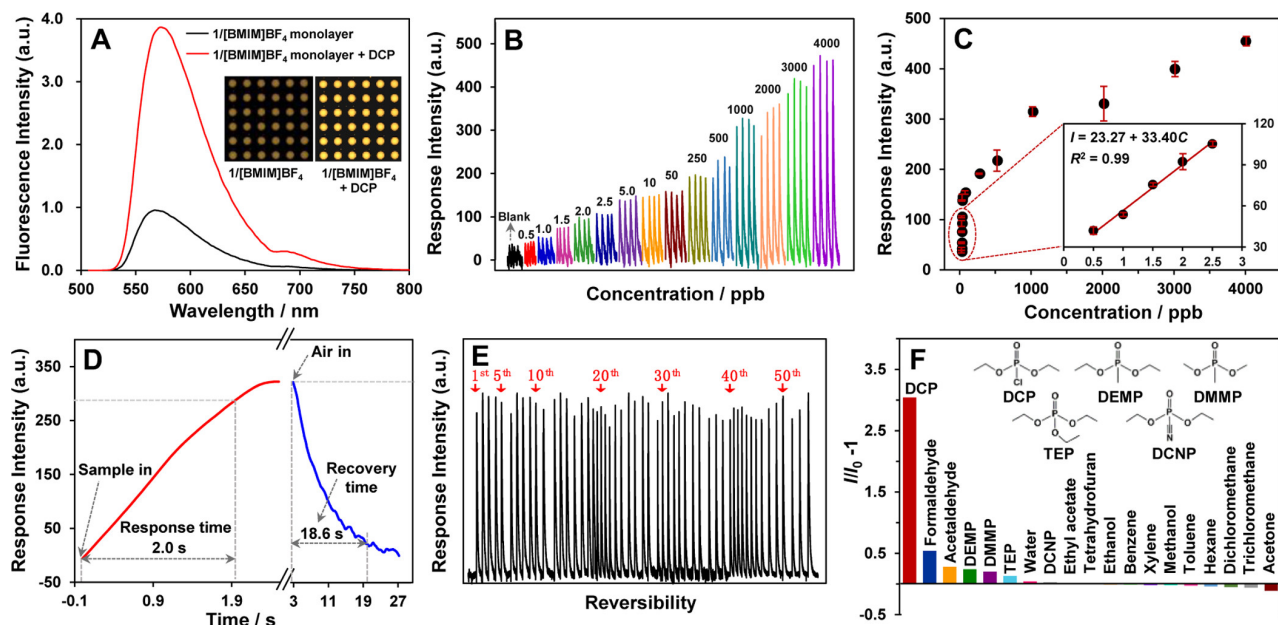 A
1/[BMIM]BF4 monolayer
1/[BMIM]BF4 monolayer + DCP
1/[BMIM]BF4
1/[BMIM]BF4
+ DCP
Fluorescence Intensity (a.u.)
4.0
3.0
2.0
1.0
0.0
500 550 600 650 700 750 800
Wavelength / nm
B
Response Intensity (a.u.)
500
400
300
200
100
0
Blank
0.5
1.0
1.5
2.0
2.5
5.0
10
50
250
500
1000
2000
3000
4000
Concentration / ppb
C
Response Intensity (a.u.)
500
400
300
200
100
0
0 1000 2000 3000 4000
Concentration / ppb
I = 23.27 + 33.40C
R2 = 0.99
120
90
60
30
0 0.5 1 1.5 2 2.5 3
D
Response Intensity (a.u.)
350
250
150
50
-50
Air in
Sample in
Recovery
time
Response time
2.0 s
18.6 s
-0.1 0.9 1.9 3 11 19 27
Time / s
E
Response Intensity (a.u.)
1st 5th 10th 20th 30th 40th 50th
Reversibility
F
I/I0 -1
3.5
2.5
1.5
0.5
-0.5
O
P
O
O
Cl
DCP
O
P
O
O
DEMP
O
P
O
O
DMMP
O
P
O
O
O
TEP
O
P
O
O
N
DCNP
DCP
Formaldehyde
Acetaldehyde
DEMP
DMMP
TEP
Water
DCNP
Ethyl acetate
Tetrahydrofuran
Ethanol
Benzene
Xylene
Methanol
Toluene
Hexane
Dichloromethane
Trichloromethane
Acetone